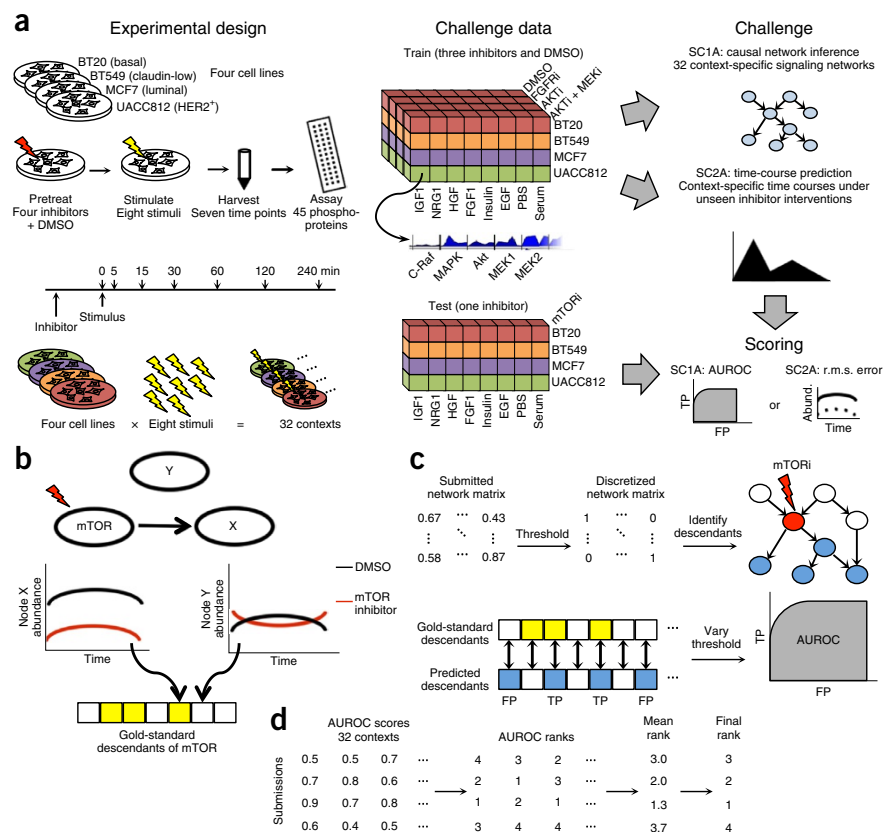 a
Experimental design
BT20 (basal)
BT549 (claudin-low)
MCF7 (luminal)
UACC812 (HER2+)
Four cell lines
Pretreat
Four inhibitors
+ DMSO
Stimulate
Eight stimuli
Harvest
Seven time points
Assay
45 phospho-
proteins
0 5 15 30 60 120 240 min
Inhibitor
Stimulus
Four cell lines × Eight stimuli = 32 contexts
Challenge data
Train (three inhibitors and DMSO)
DMSO
FGFRi
AKTi
AKTi + MEKi
BT20
BT549
MCF7
UACC812
IGF1
NRG1
HGF
FGF1
Insulin
EGF
PBS
Serum
C-Raf
MAPK
Akt
MEK1
MEK2
Test (one inhibitor)
mTORi
BT20
BT549
MCF7
UACC812
IGF1
NRG1
HGF
FGF1
Insulin
EGF
PBS
Serum
Challenge
SC1A: causal network inference
32 context-specific signaling networks
SC2A: time-course prediction
Context-specific time courses under
unseen inhibitor interventions
Scoring
SC1A: AUROC
TP
FP
or
SC2A: r.m.s. error
Abund.
Time
b
Y
mTOR
X
Node X
abundance
Time
Node Y
abundance
Time
DMSO
mTOR
inhibitor
Gold-standard
descendants of mTOR
c
Submitted
network matrix
0.67 ··· 0.43
⋮ ⋱ ⋮
0.58 ··· 0.87
Threshold
Discretized
network matrix
1 ··· 0
⋮ ⋱ ⋮
0 ··· 1
Identify
descendants
mTORi
Gold-standard
descendants
···
Predicted
descendants
···
FP TP TP FP
Vary
threshold
TP
AUROC
FP
d
Submissions
AUROC scores
32 contexts
AUROC ranks
Mean
rank
Final
rank
0.5 0.5 0.7 ··· 4 3 2 ··· 3.0 3
0.7 0.8 0.6 ··· 2 1 3 ··· 2.0 2
0.9 0.7 0.8 ··· 1 2 1 ··· 1.3 1
0.6 0.4 0.5 ··· 3 4 4 ··· 3.7 4